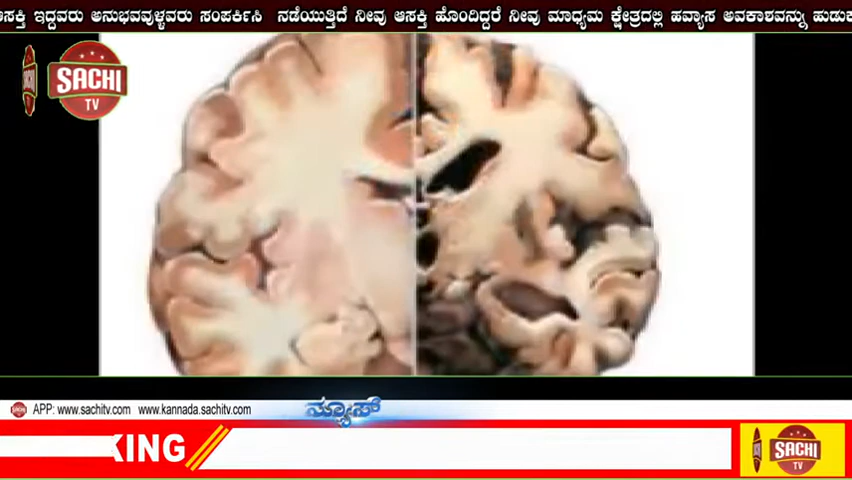 ಆಸಕ್ತಿ ಇದ್ದವರು ಅನುಭವವುಳ್ಳವರು ಸಂಪರ್ಕಿಸಿ ನಡೆಯುತ್ತಿದೆ ನೀವು ಆಸಕ್ತಿ ಹೊಂದಿದ್ದರೆ ನೀವು ಮಾಧ್ಯಮ ಕ್ಷೇತ್ರದಲ್ಲಿ ಹವ್ಯಾಸ ಅವಕಾಶವನ್ನು
SACHI
TV
APP: www.sachitv.com www.kannada.sachitv.com
ನ್ಯೂಸ್
KING
SACHI
TV